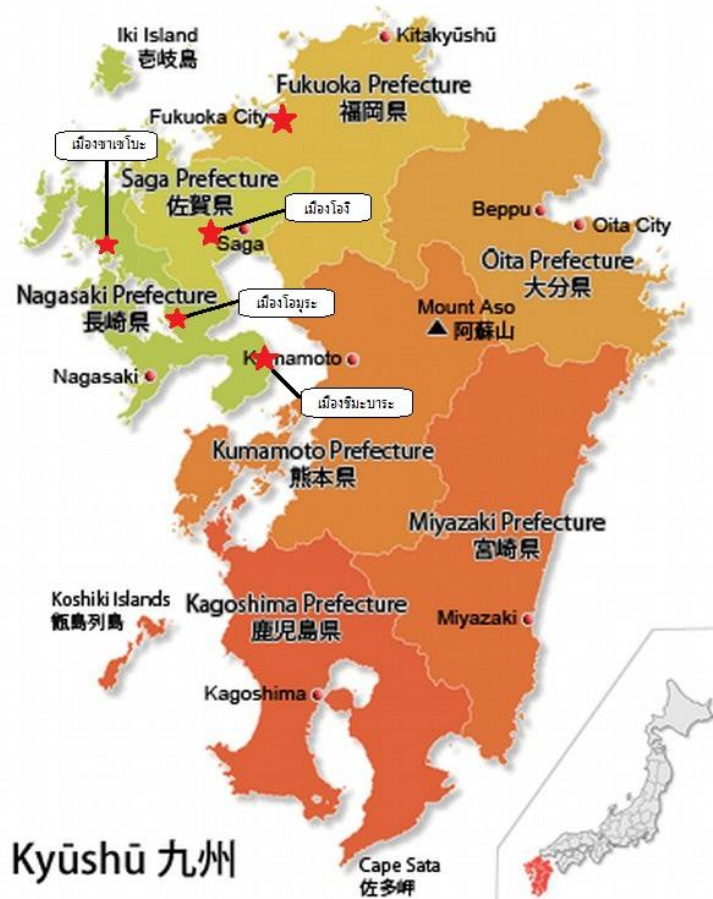 Iki Island
壱岐島
Kitakyūshū
Fukuoka Prefecture
福岡県
Fukuoka City
เมืองซาเซโบะ
Saga Prefecture
佐賀県
เมืองโองิ
Saga
Beppu
Oita City
Ōita Prefecture
大分県
Nagasaki Prefecture
長崎県
เมืองโอมุระ
Mount Aso
阿蘇山
Kumamoto
Nagasaki
เมืองชิมะบาระ
Kumamoto Prefecture
熊本県
Miyazaki Prefecture
宮崎県
Koshiki Islands
甑島列島
Kagoshima Prefecture
鹿児島県
Miyazaki
Kagoshima
Kyūshū 九州
Cape Sata
佐多岬